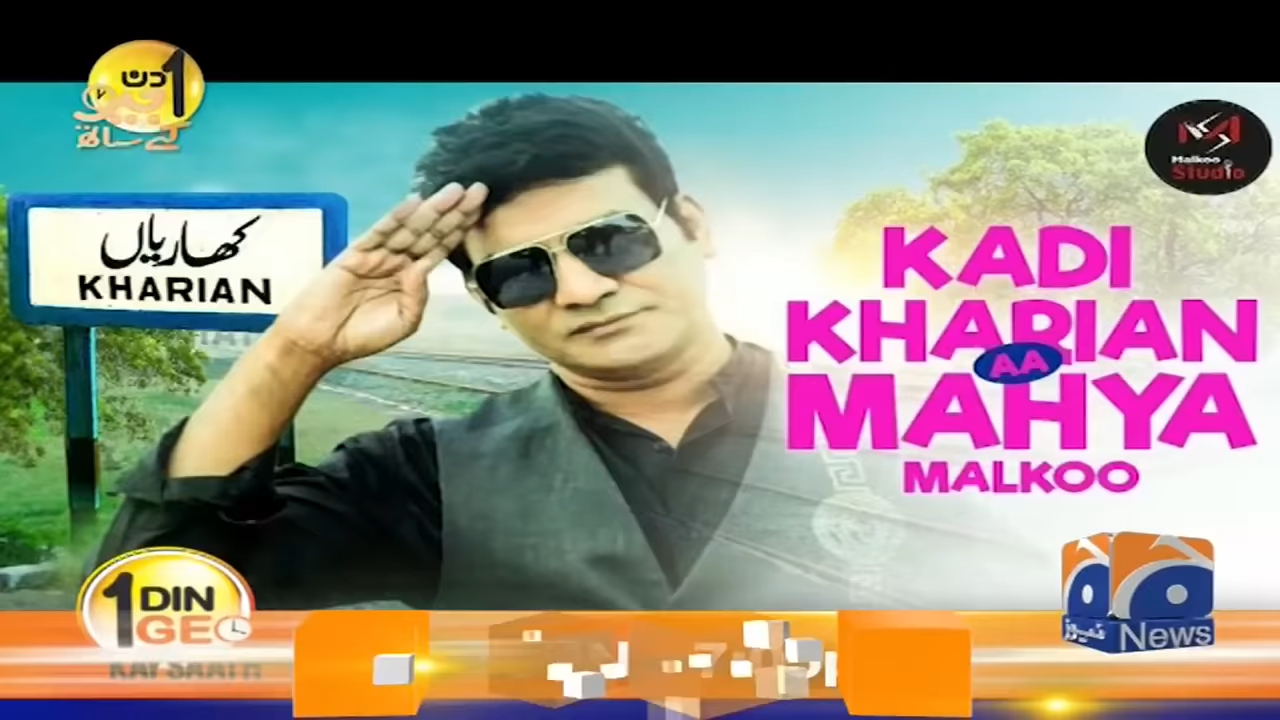 1 دن
کے ساتھ
Malkoo
Studio
کھاریاں
KHARIAN
KADI
KHARIAN
AA
MAHYA
MALKOO
1 DIN
GEO
KAY SAATH
News